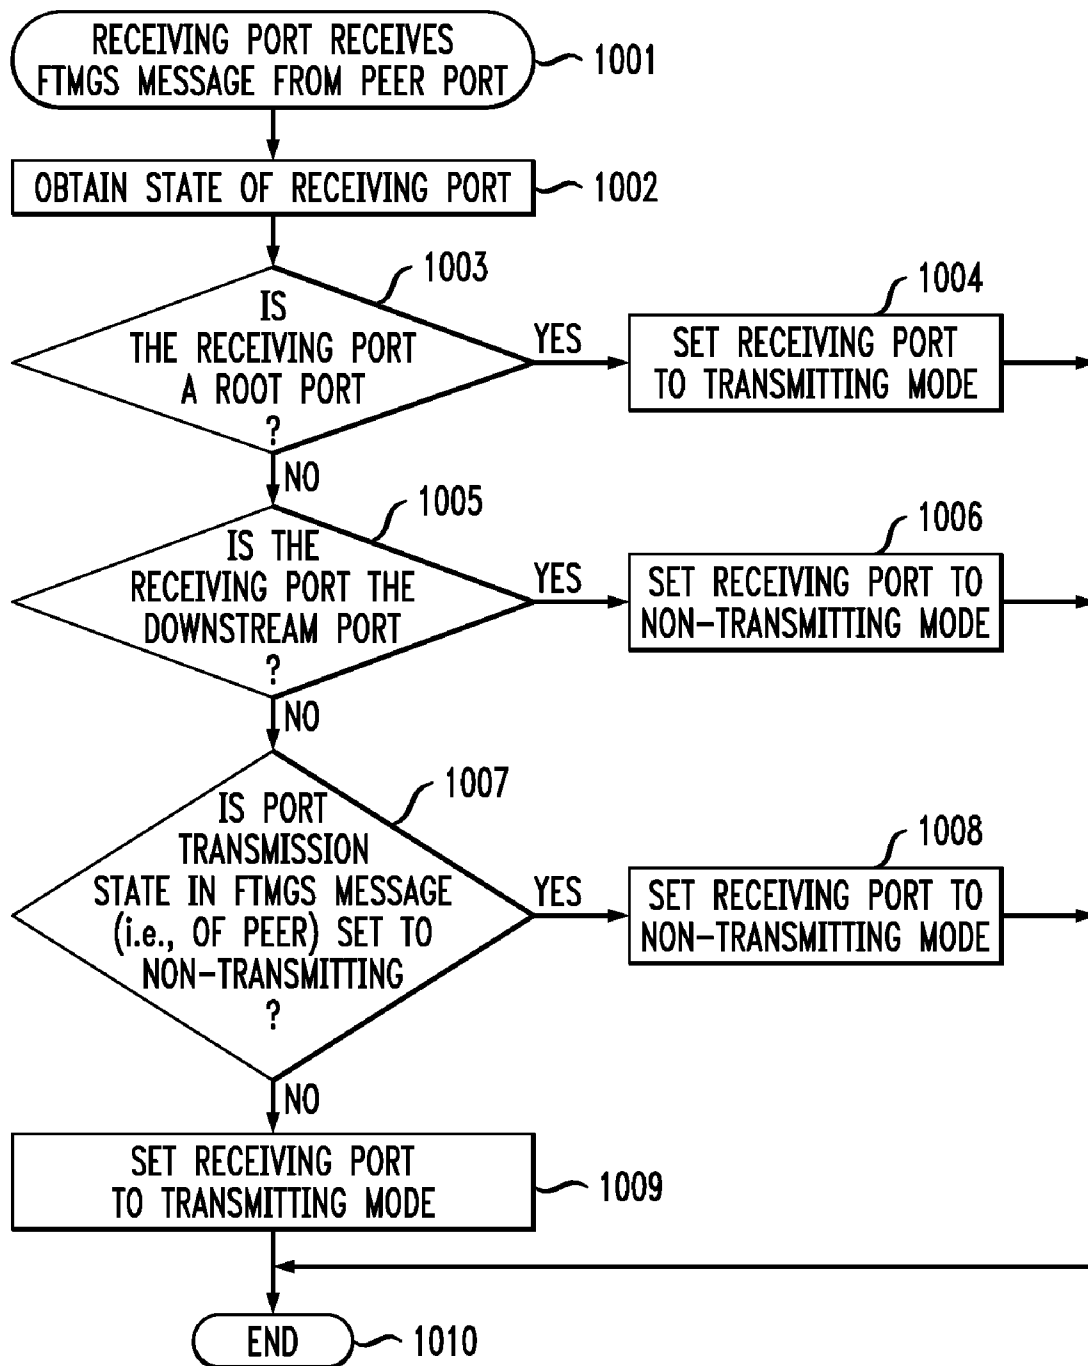 RECEIVING PORT RECEIVES
FTMGS MESSAGE FROM PEER PORT
1001
OBTAIN STATE OF RECEIVING PORT
1002
1003
IS
THE RECEIVING PORT
A ROOT PORT
?
YES
1004
SET RECEIVING PORT
TO TRANSMITTING MODE
NO
1005
IS THE
RECEIVING PORT THE
DOWNSTREAM PORT
?
YES
1006
SET RECEIVING PORT TO
NON-TRANSMITTING MODE
NO
1007
IS PORT
TRANSMISSION
STATE IN FTMGS MESSAGE
(i.e., OF PEER) SET TO
NON-TRANSMITTING
?
YES
1008
SET RECEIVING PORT TO
NON-TRANSMITTING MODE
NO
SET RECEIVING PORT
TO TRANSMITTING MODE
1009
END
1010